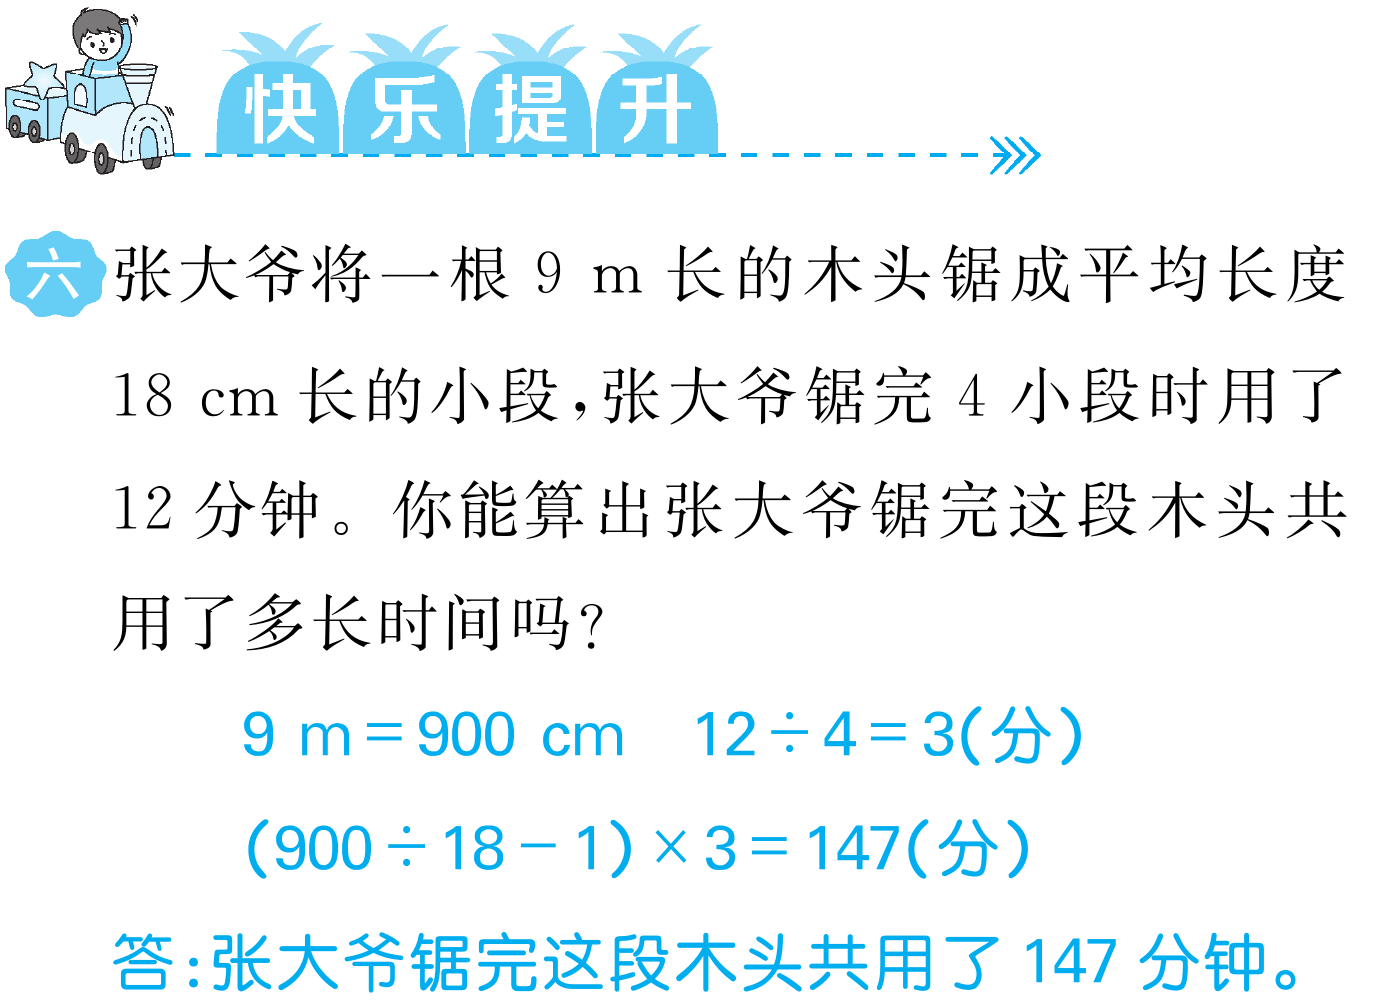 快乐提升
六 张大爷将一根 9 m 长的木头锯成平均长度
18 cm 长的小段,张大爷锯完 4 小段时用了
12 分钟。你能算出张大爷锯完这段木头共
用了多长时间吗?
9 m=900 cm 12÷4=3(分)
(900÷18-1)×3=147(分)
答:张大爷锯完这段木头共用了 147 分钟。